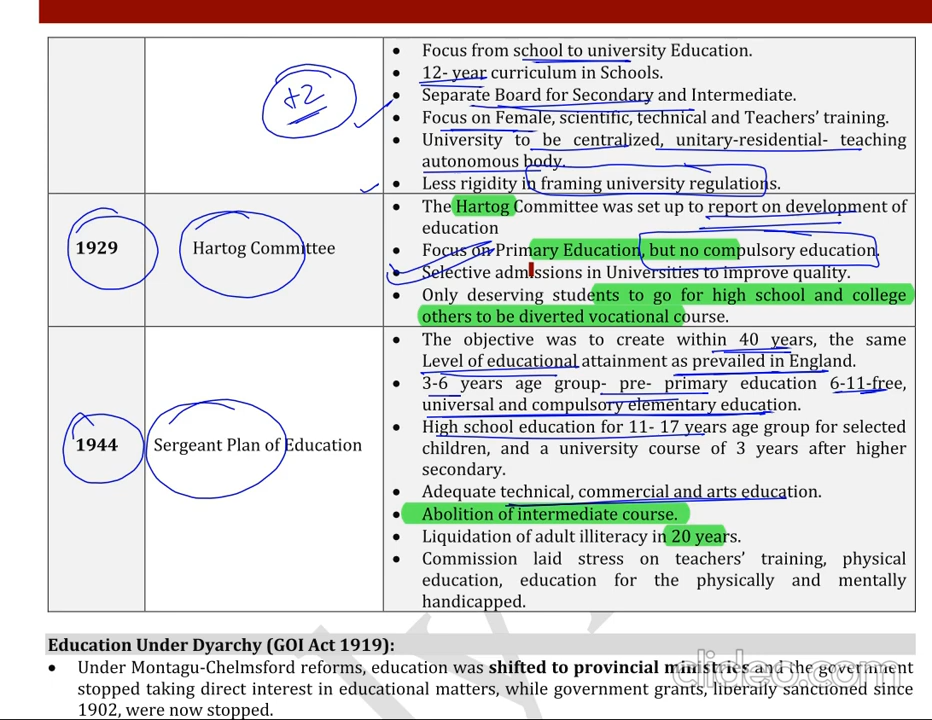 • Focus from school to university Education.
• 12- year curriculum in Schools.
+2
• Separate Board for Secondary and Intermediate.
• Focus on Female, scientific, technical and Teachers' training.
• University to be centralized, unitary-residential- teaching
autonomous body.
• Less rigidity in framing university regulations.
1929
Hartog Committee
• The Hartog Committee was set up to report on development of
education
• Focus on Primary Education, but no compulsory education.
• Selective admissions in Universities to improve quality.
• Only deserving students to go for high school and college
others to be diverted vocational course.
1944
Sergeant Plan of Education
• The objective was to create within 40 years, the same
Level of educational attainment as prevailed in England.
• 3-6 years age group- pre- primary education 6-11-free,
universal and compulsory elementary education.
• High school education for 11- 17 years age group for selected
children, and a university course of 3 years after higher
secondary.
• Adequate technical, commercial and arts education.
• Abolition of intermediate course.
• Liquidation of adult illiteracy in 20 years.
• Commission laid stress on teachers' training, physical
education, education for the physically and mentally
handicapped.
Education Under Dyarchy (GOI Act 1919):
• Under Montagu-Chelmsford reforms, education was shifted to provincial ministries and the government
stopped taking direct interest in educational matters, while government grants, liberally sanctioned since
1902, were now stopped.
clideo.com